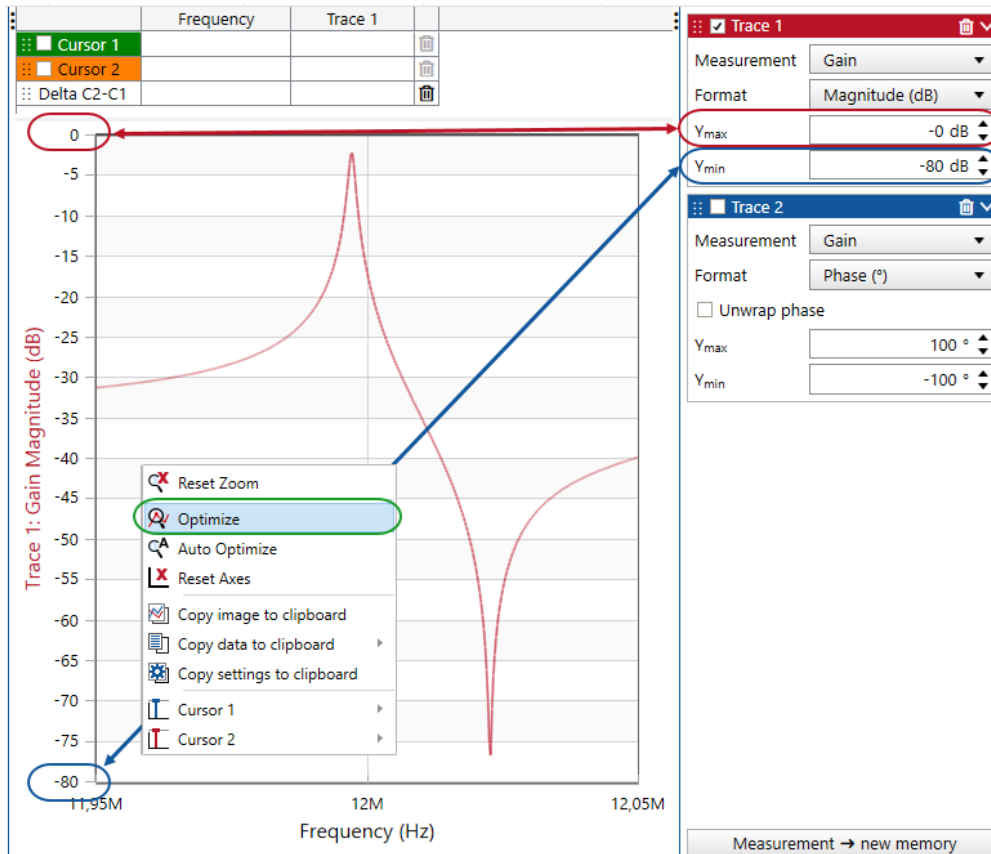 Frequency Trace 1
Cursor 1
Cursor 2
Delta C2-C1
0
-5
-10
-15
-20
-25
-30
-35
-40
-45
-50
-55
-60
-65
-70
-75
-80
Trace 1: Gain Magnitude (dB)
11,95M 12M 12,05M
Frequency (Hz)
Reset Zoom
Optimize
Auto Optimize
Reset Axes
Copy image to clipboard
Copy data to clipboard
Copy settings to clipboard
Cursor 1
Cursor 2
Trace 1
Measurement Gain
Format Magnitude (dB)
Ymax -0 dB
Ymin -80 dB
Trace 2
Measurement Gain
Format Phase (°)
Unwrap phase
Ymax 100 °
Ymin -100 °
Measurement → new memory